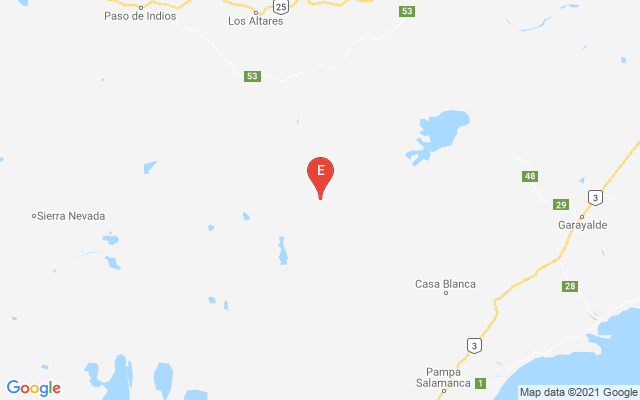 Paso de Indios
25
Los Altares
53
53
E
48
29
3
Garayalde
Sierra Nevada
Casa Blanca
28
3
Pampa
Salamanca
1
Google
Map data ©2021 Google